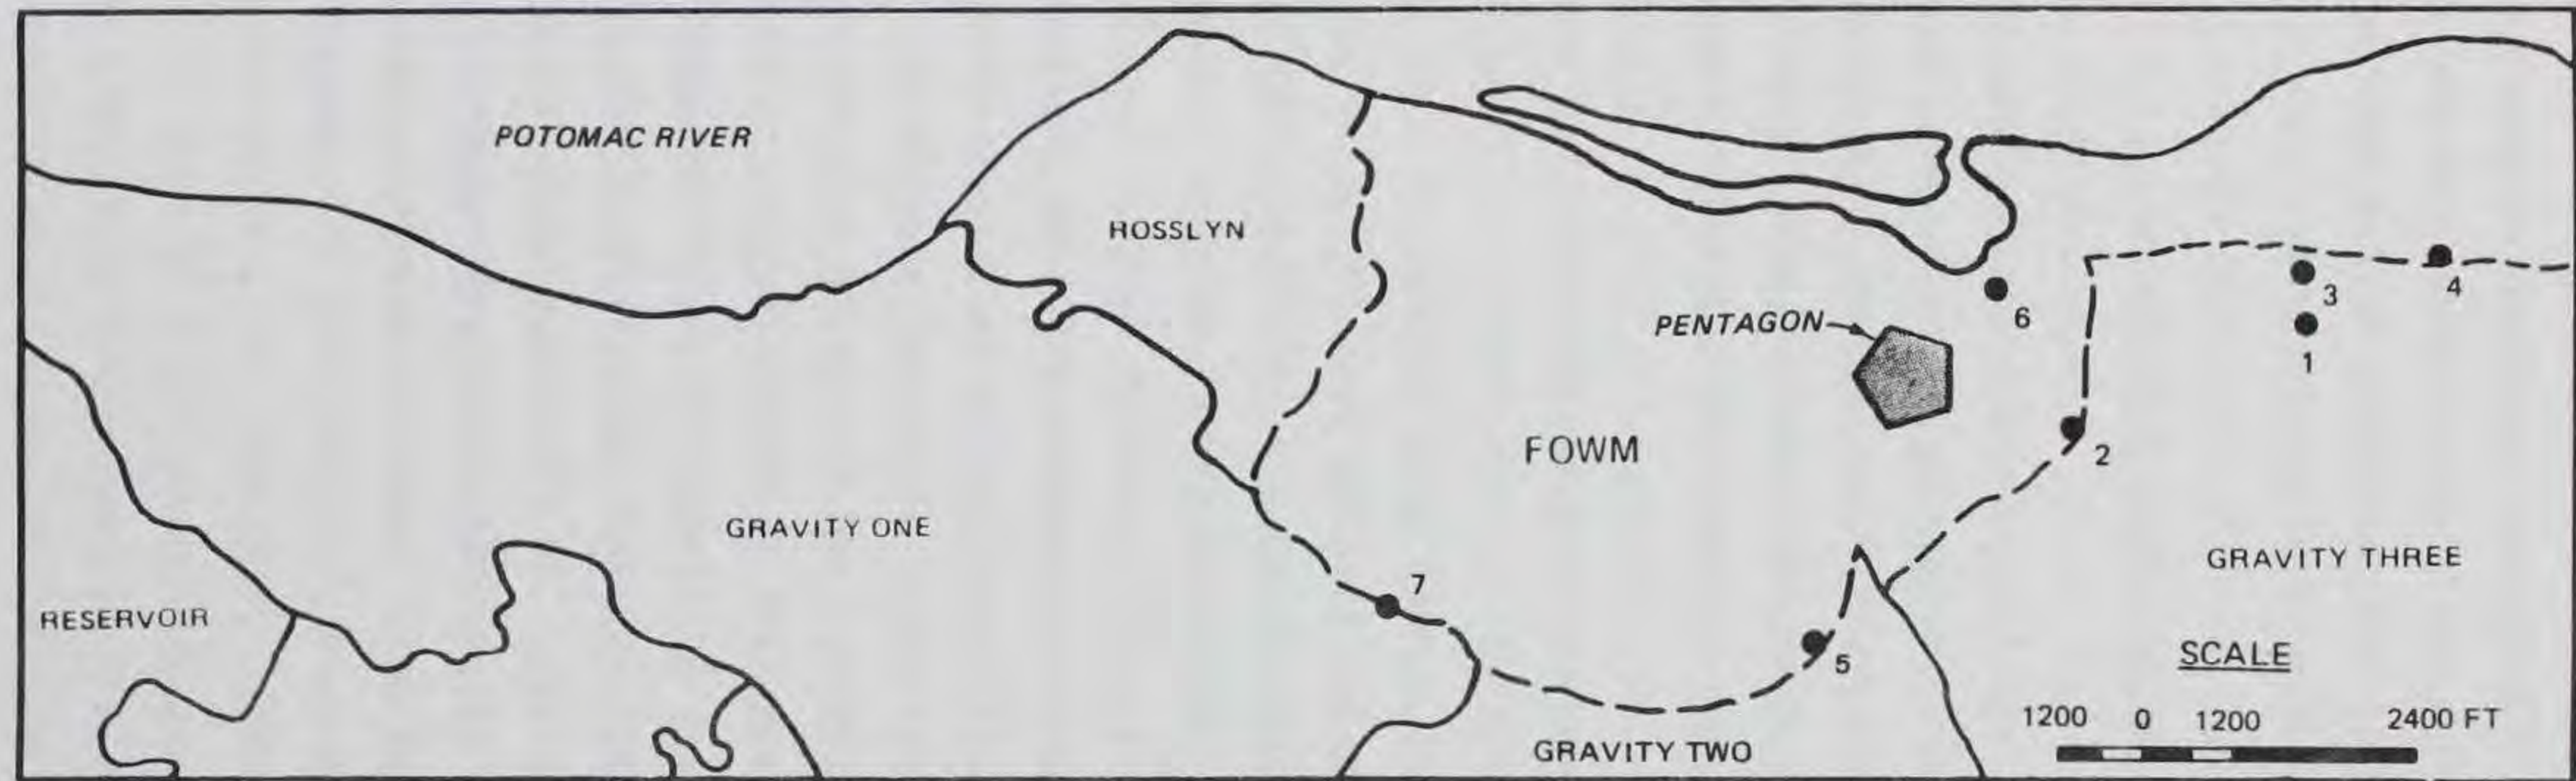 POTOMAC RIVER
ROSSLYN
3
4
6
PENTAGON
1
FOWM
2
GRAVITY ONE
GRAVITY THREE
7
RESERVOIR
5
SCALE
1200 0 1200 2400 FT
GRAVITY TWO